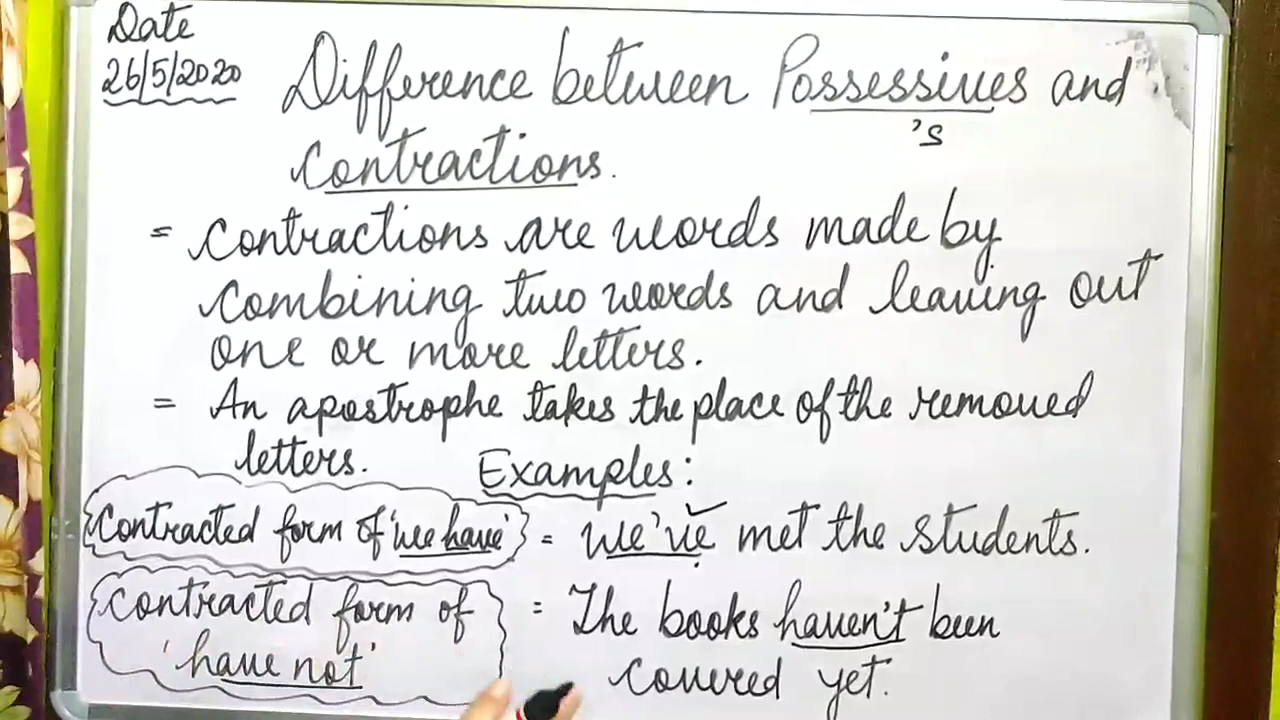 Date
26/5/2020
Difference between Possessives and
's
Contractions.
= Contractions are words made by
combining two words and leaving out
one or more letters.
= An apostrophe takes the place of the removed
letters.
Examples:
Contracted form of 'we have' = We've met the students.
Contracted form of 'have not' = The books haven't been
covered yet.